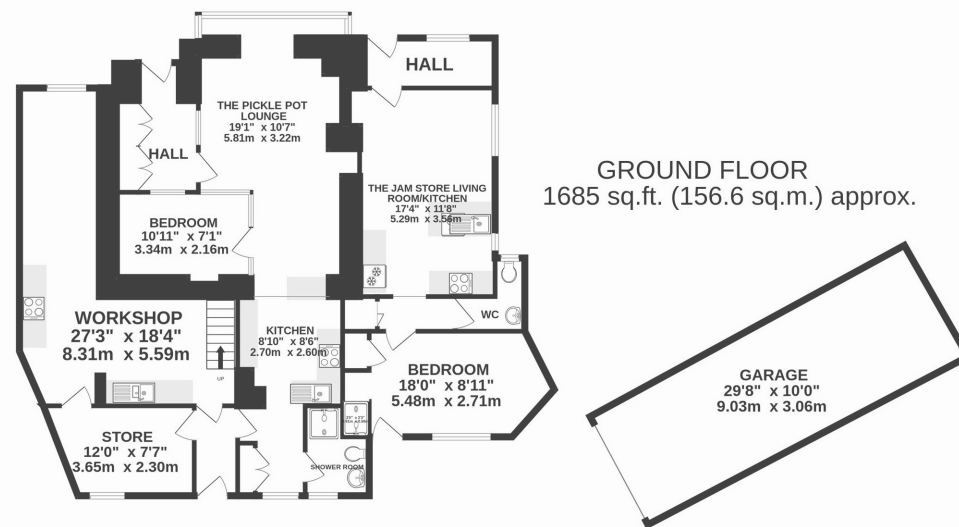 HALL
THE PICKLE POT
LOUNGE
19'1" x 10'7"
5.81m x 3.22m
HALL
THE JAM STORE LIVING
ROOM/KITCHEN
17'4" x 11'8"
5.29m x 3.56m
BEDROOM
10'11" x 7'1"
3.34m x 2.16m
WORKSHOP
27'3" x 18'4"
8.31m x 5.59m
UP
KITCHEN
8'10" x 8'6"
2.70m x 2.60m
WC
BEDROOM
18'0" x 8'11"
5.48m x 2.71m
STORE
12'0" x 7'7"
3.65m x 2.30m
SHOWER ROOM
GROUND FLOOR
1685 sq.ft. (156.6 sq.m.) approx.
GARAGE
29'8" x 10'0"
9.03m x 3.06m